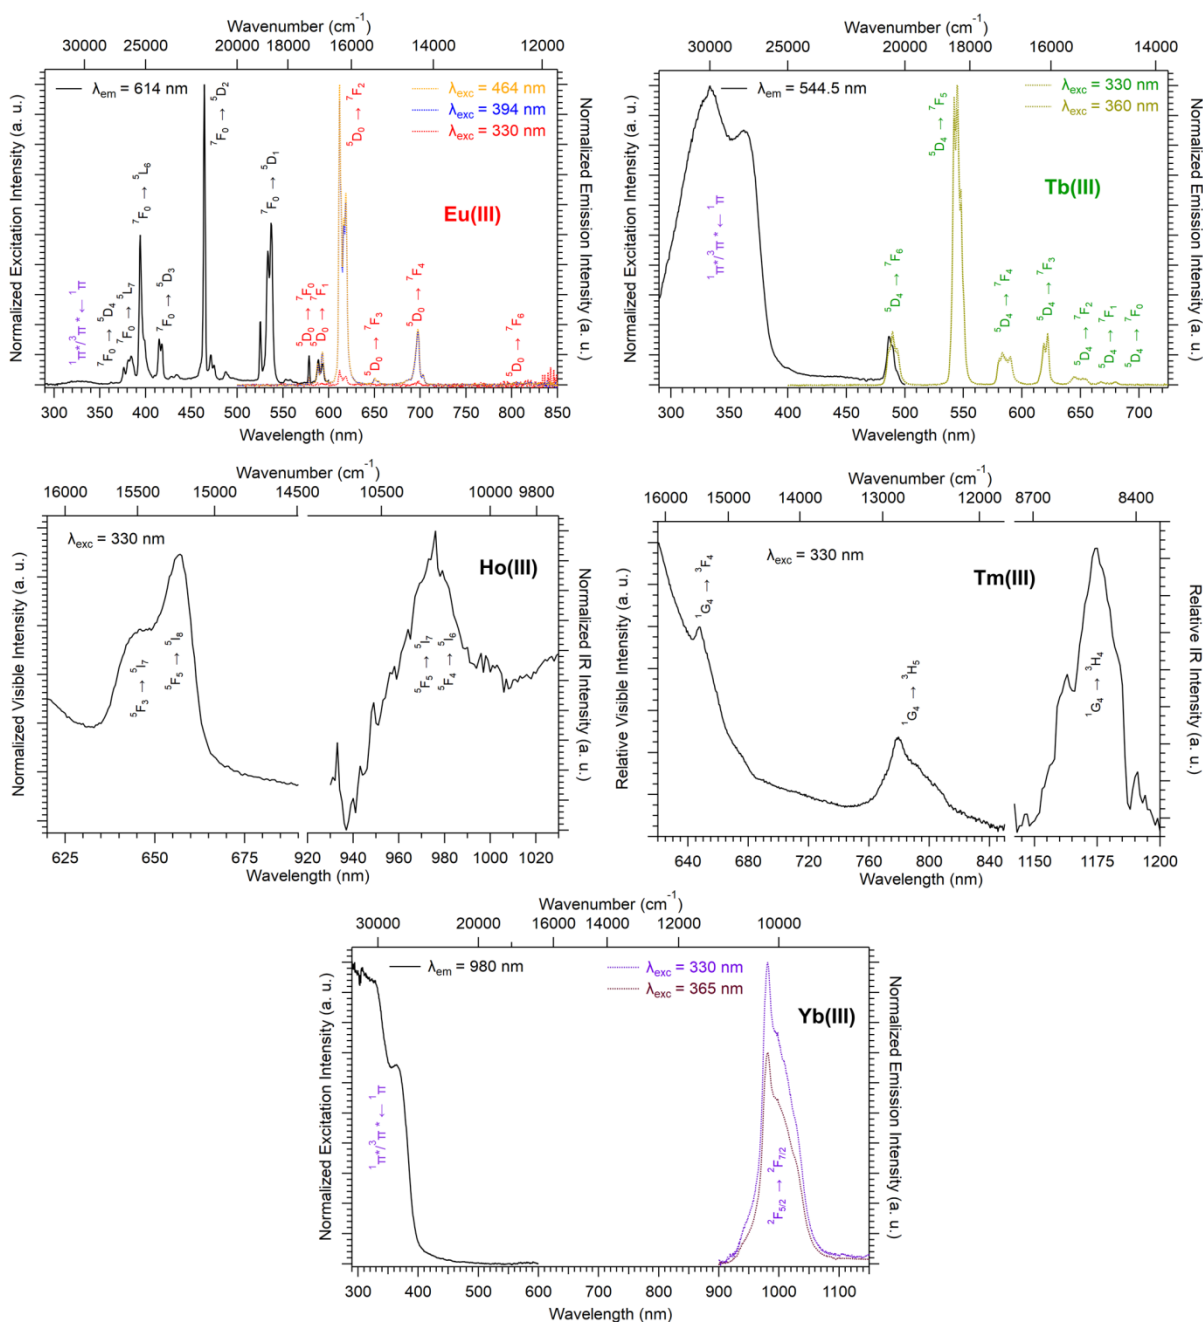 Wavenumber (cm⁻¹)
30000 25000 20000 18000 16000 14000 12000
Normalized Excitation Intensity (a. u.)
Normalized Emission Intensity (a. u.)
λem = 614 nm
λexc = 464 nm
λexc = 394 nm
λexc = 330 nm
Eu(III)
¹π*/³π* ← ¹π
⁷F₀ → ⁵D₄
⁷F₀ → ⁵L₇
⁷F₀ → ⁵L₆
⁷F₀ → ⁵D₃
⁷F₀ → ⁵D₂
⁷F₀ → ⁵D₁
⁵D₀ → ⁷F₀
⁵D₀ → ⁷F₁
⁵D₀ → ⁷F₂
⁵D₀ → ⁷F₃
⁵D₀ → ⁷F₄
⁵D₀ → ⁷F₆
300 350 400 450 500 550 600 650 700 750 800 850
Wavelength (nm)
Wavenumber (cm⁻¹)
30000 20000 18000 16000 14000
Normalized Excitation Intensity (a. u.)
Normalized Emission Intensity (a. u.)
λem = 544.5 nm
λexc = 330 nm
λexc = 360 nm
Tb(III)
¹π*/³π* ← ¹π
⁵D₄ → ⁷F₆
⁵D₄ → ⁷F₅
⁵D₄ → ⁷F₄
⁵D₄ → ⁷F₃
⁵D₄ → ⁷F₂
⁵D₄ → ⁷F₁
⁵D₄ → ⁷F₀
300 350 400 450 500 550 600 650 700
Wavelength (nm)
Wavenumber (cm⁻¹)
16000 15500 15000 14500 10500 10000 9800
Normalized Visible Intensity (a. u.)
Normalized IR Intensity (a. u.)
λexc = 330 nm
Ho(III)
⁵F₃ → ⁵I₇
⁵F₅ → ⁵I₈
⁵F₅ → ⁵I₇
⁵F₄ → ⁵I₆
625 650 675 920 940 960 980 1000 1020
Wavelength (nm)
Wavenumber (cm⁻¹)
16000 15000 14000 13000 12000 8700 8400
Relative Visible Intensity (a. u.)
Relative IR Intensity (a. u.)
λexc = 330 nm
Tm(III)
¹G₄ → ³F₄
¹G₄ → ³H₅
¹G₄ → ³H₄
640 680 720 760 800 840 1150 1175 1200
Wavelength (nm)
Wavenumber (cm⁻¹)
30000 20000 16000 14000 12000 10000
Normalized Excitation Intensity (a. u.)
Normalized Emission Intensity (a. u.)
λem = 980 nm
λexc = 330 nm
λexc = 365 nm
Yb(III)
¹π*/³π* ← ¹π
²F₅/₂ → ²F₇/₂
300 400 500 600 700 800 900 1000 1100
Wavelength (nm)